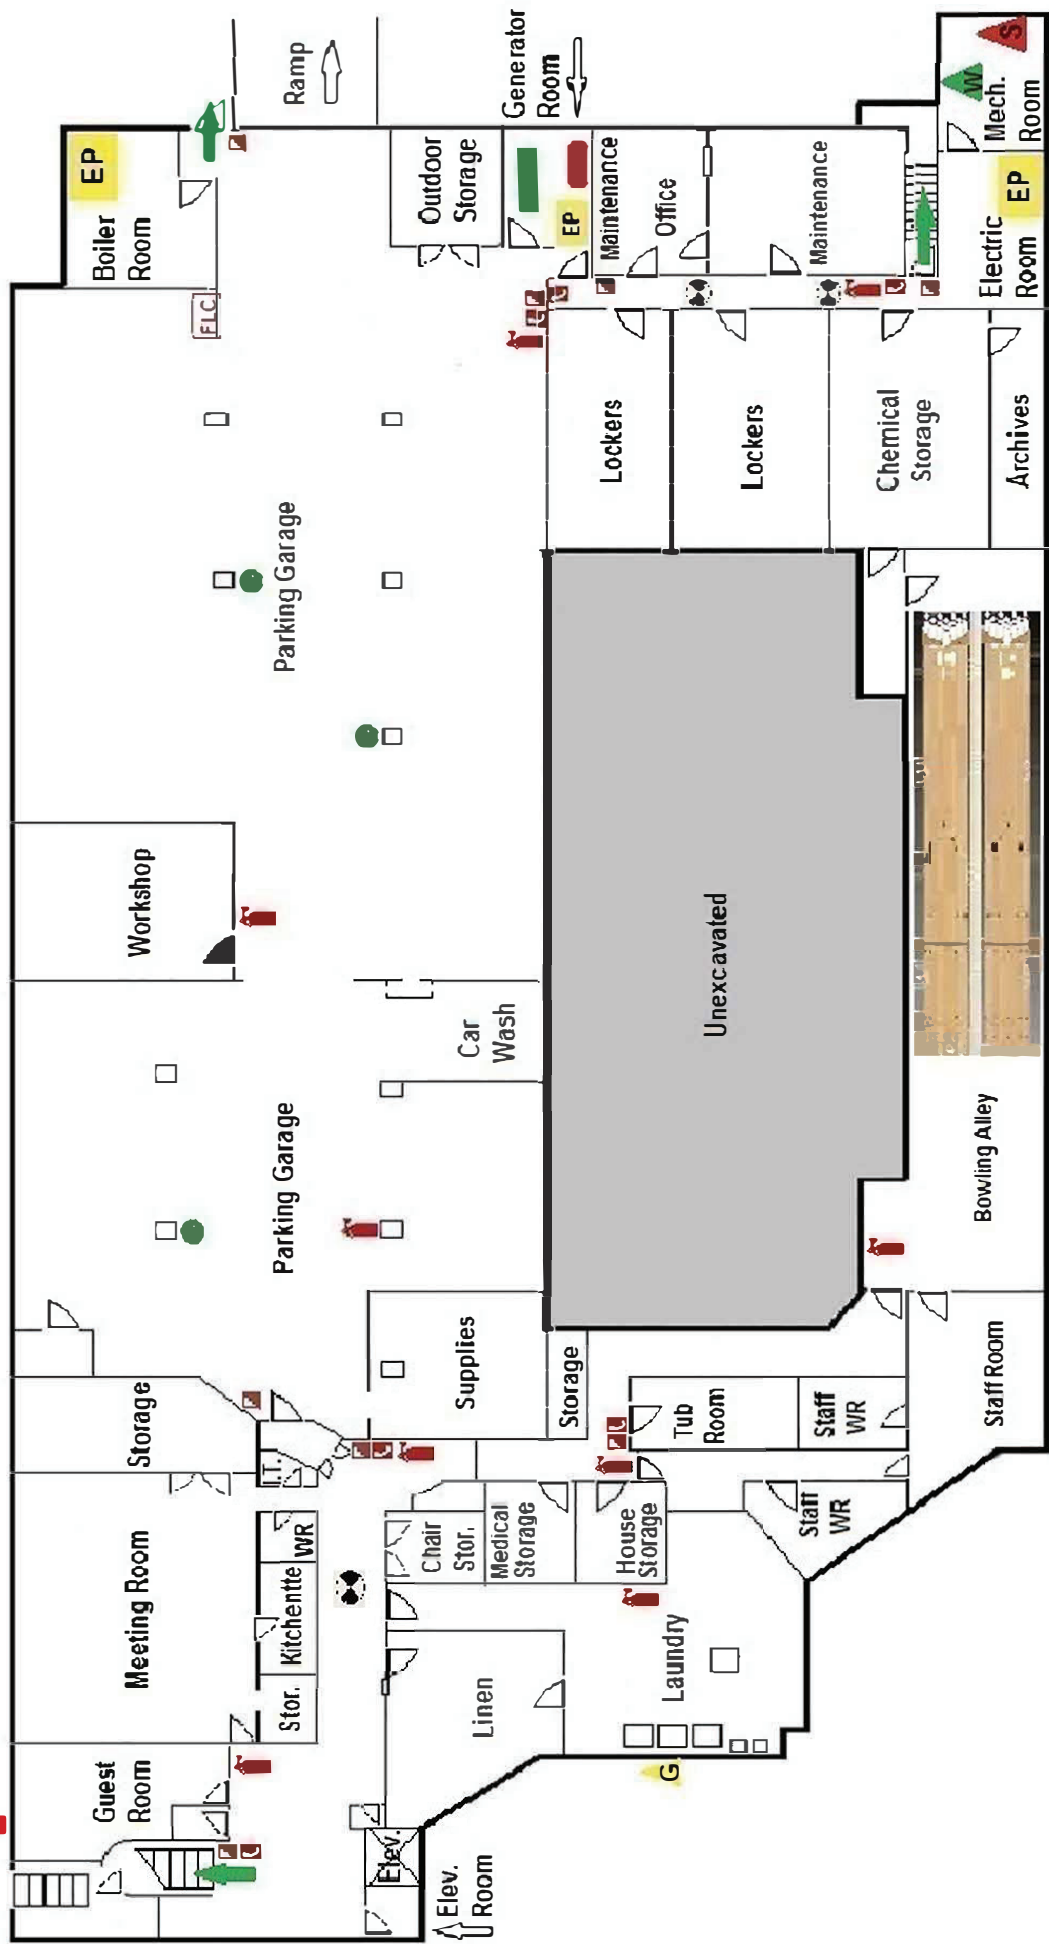 Ramp
Generator
Room
EP
Boiler
Room
FLC
Outdoor
Storage
EP
Maintenance
Office
Maintenance
S
W
Mech.
Room
EP
Electric
Room
Lockers
Lockers
Chemical
Storage
Archives
Parking Garage
Workshop
Car
Wash
Unexcavated
Parking Garage
Bowling Alley
Supplies
Storage
Storage
Tub
Room
Staff
WR
Staff Room
T.
Meeting Room
WR
Kitchentte
Stor.
Chair
Stor.
Medical
Storage
House
Storage
Staff
WR
Linen
Laundry
G
Guest
Room
Elev.
Elev.
Room